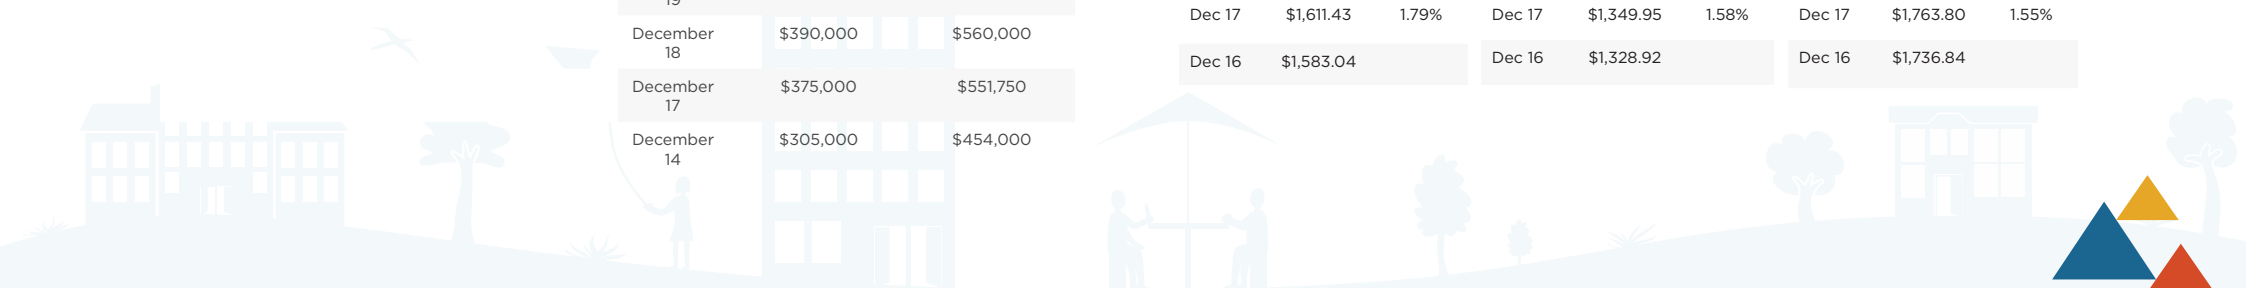 19
December $390,000 $560,000
18
December $375,000 $551,750
17
December $305,000 $454,000
14
Dec 17 $1,611.43 1.79%
Dec 16 $1,583.04
Dec 17 $1,349.95 1.58%
Dec 16 $1,328.92
Dec 17 $1,763.80 1.55%
Dec 16 $1,736.84